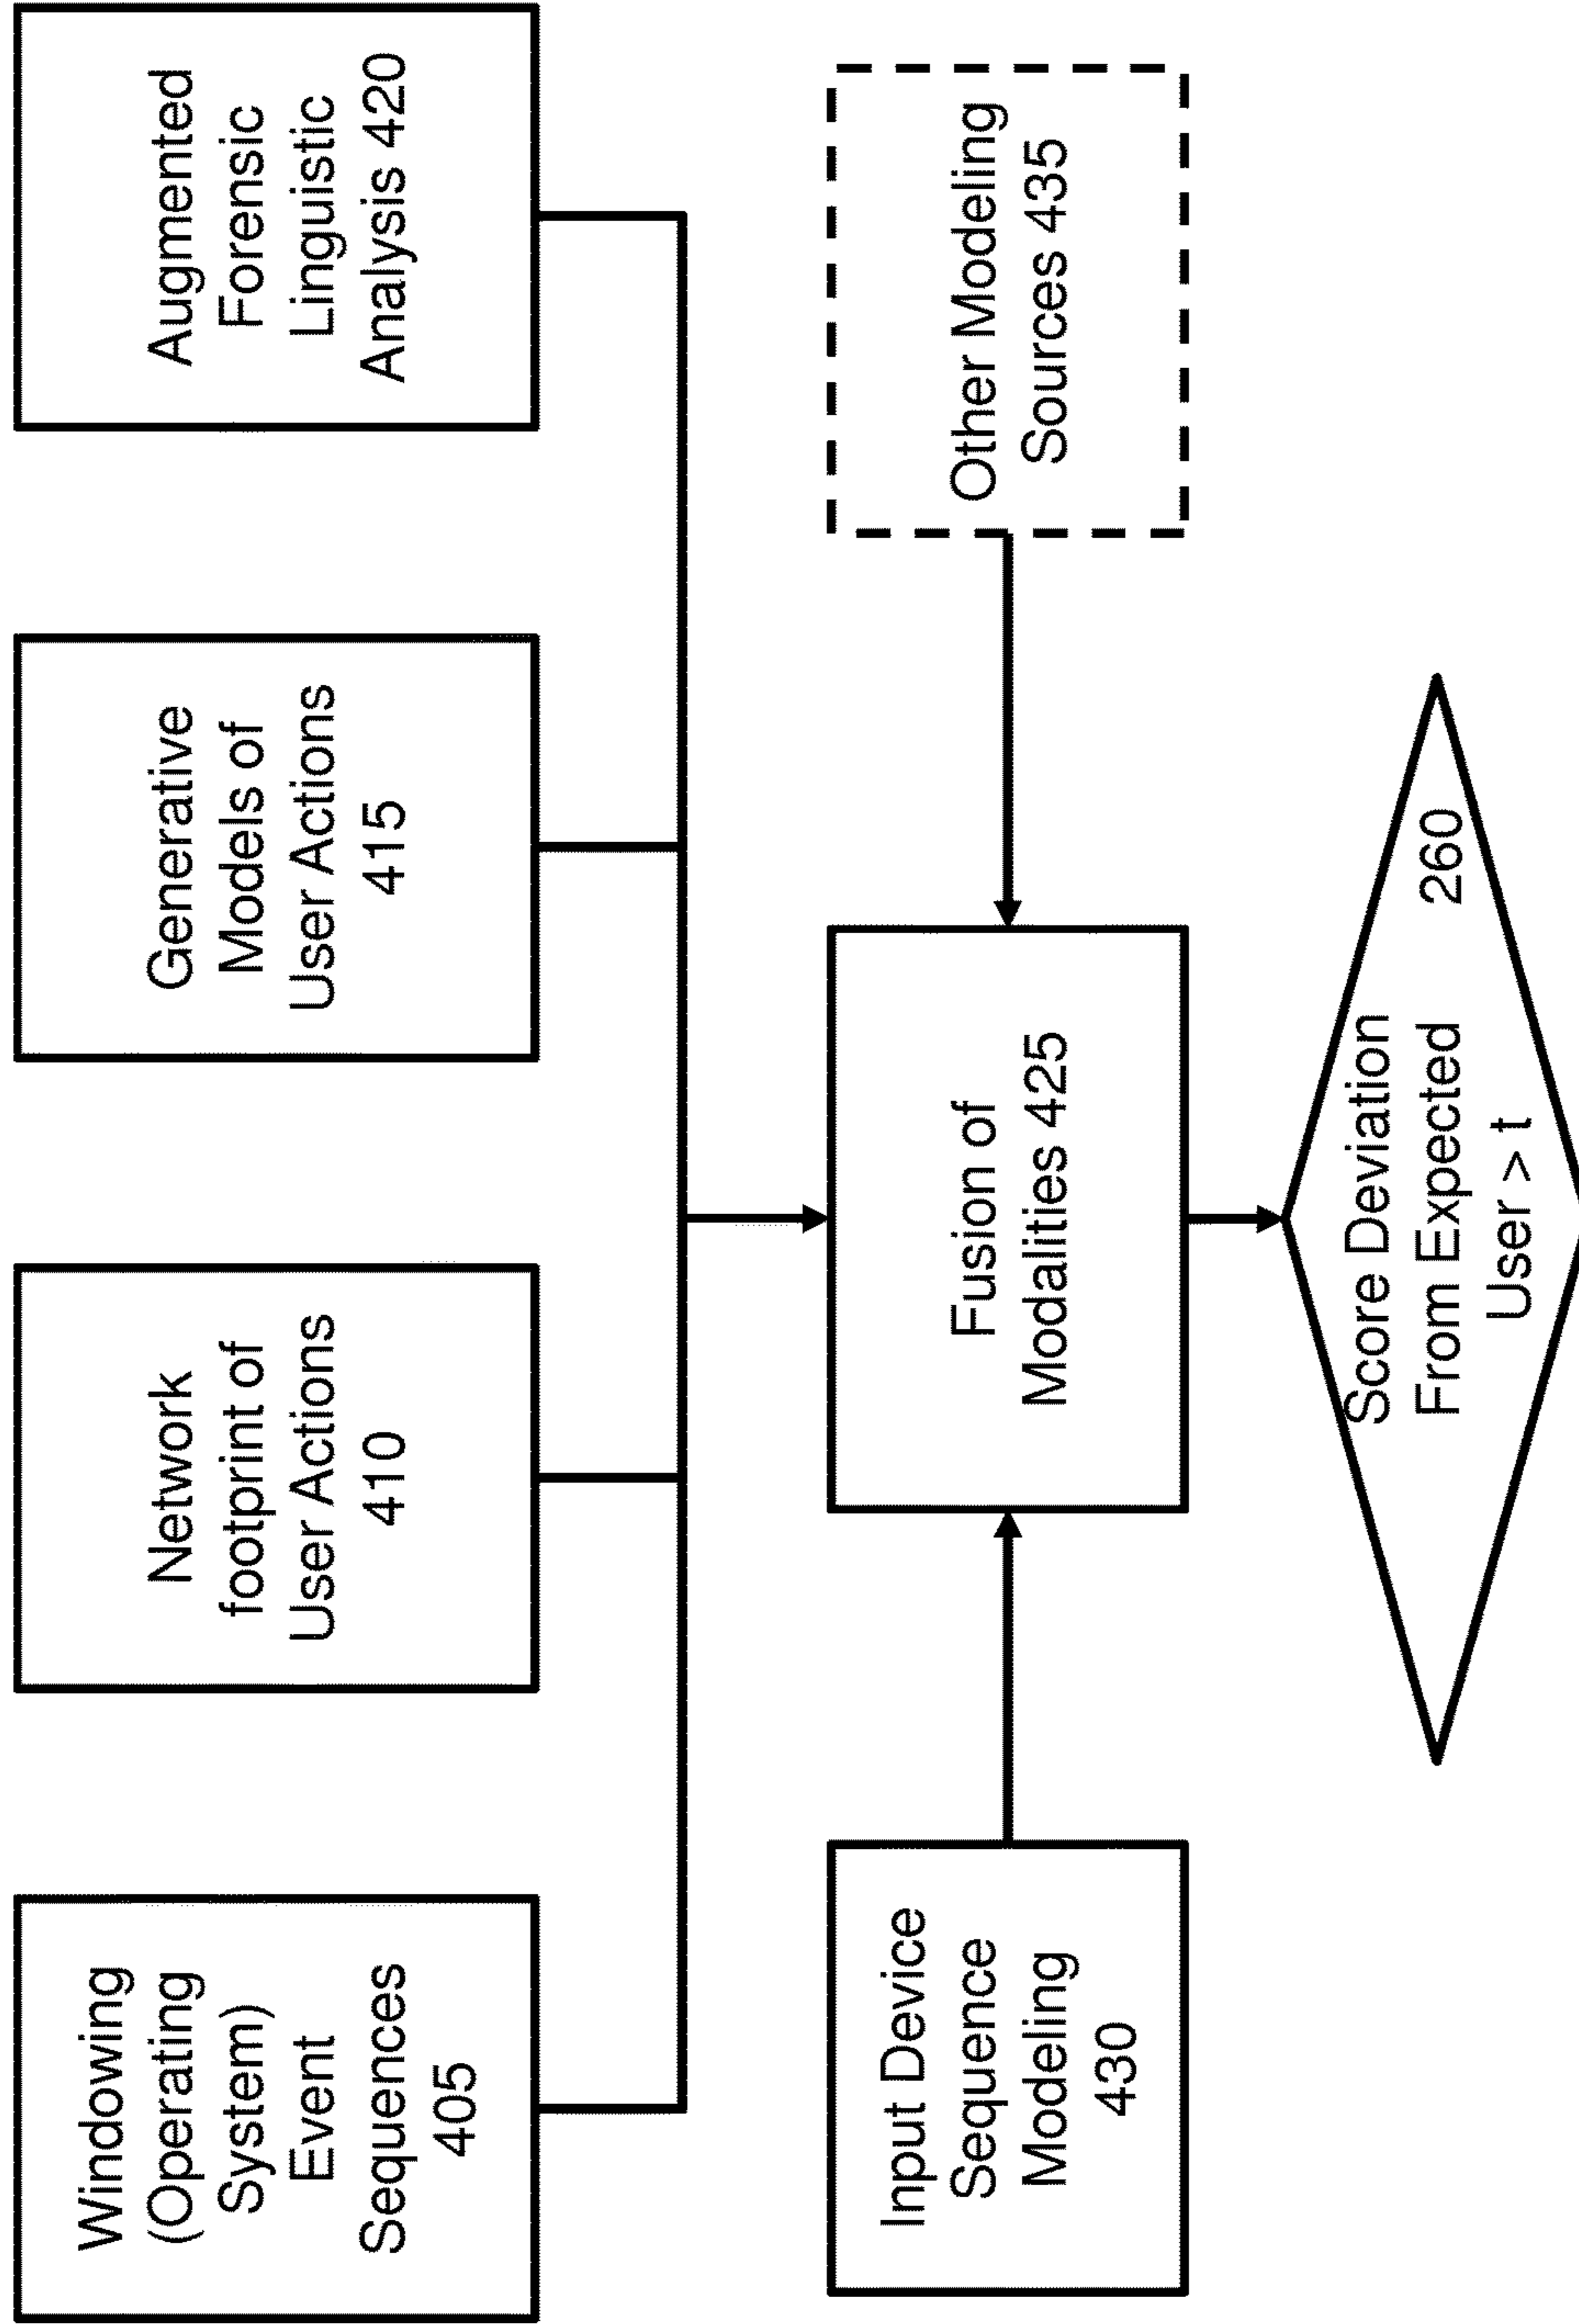 Windowing
(Operating
System)
Event
Sequences
405
Network
footprint of
User Actions
410
Generative
Models of
User Actions
415
Augmented
Forensic
Linguistic
Analysis 420
Input Device
Sequence
Modeling
430
Fusion of
Modalities 425
Other Modeling
Sources 435
Score Deviation
From Expected 260
User > t